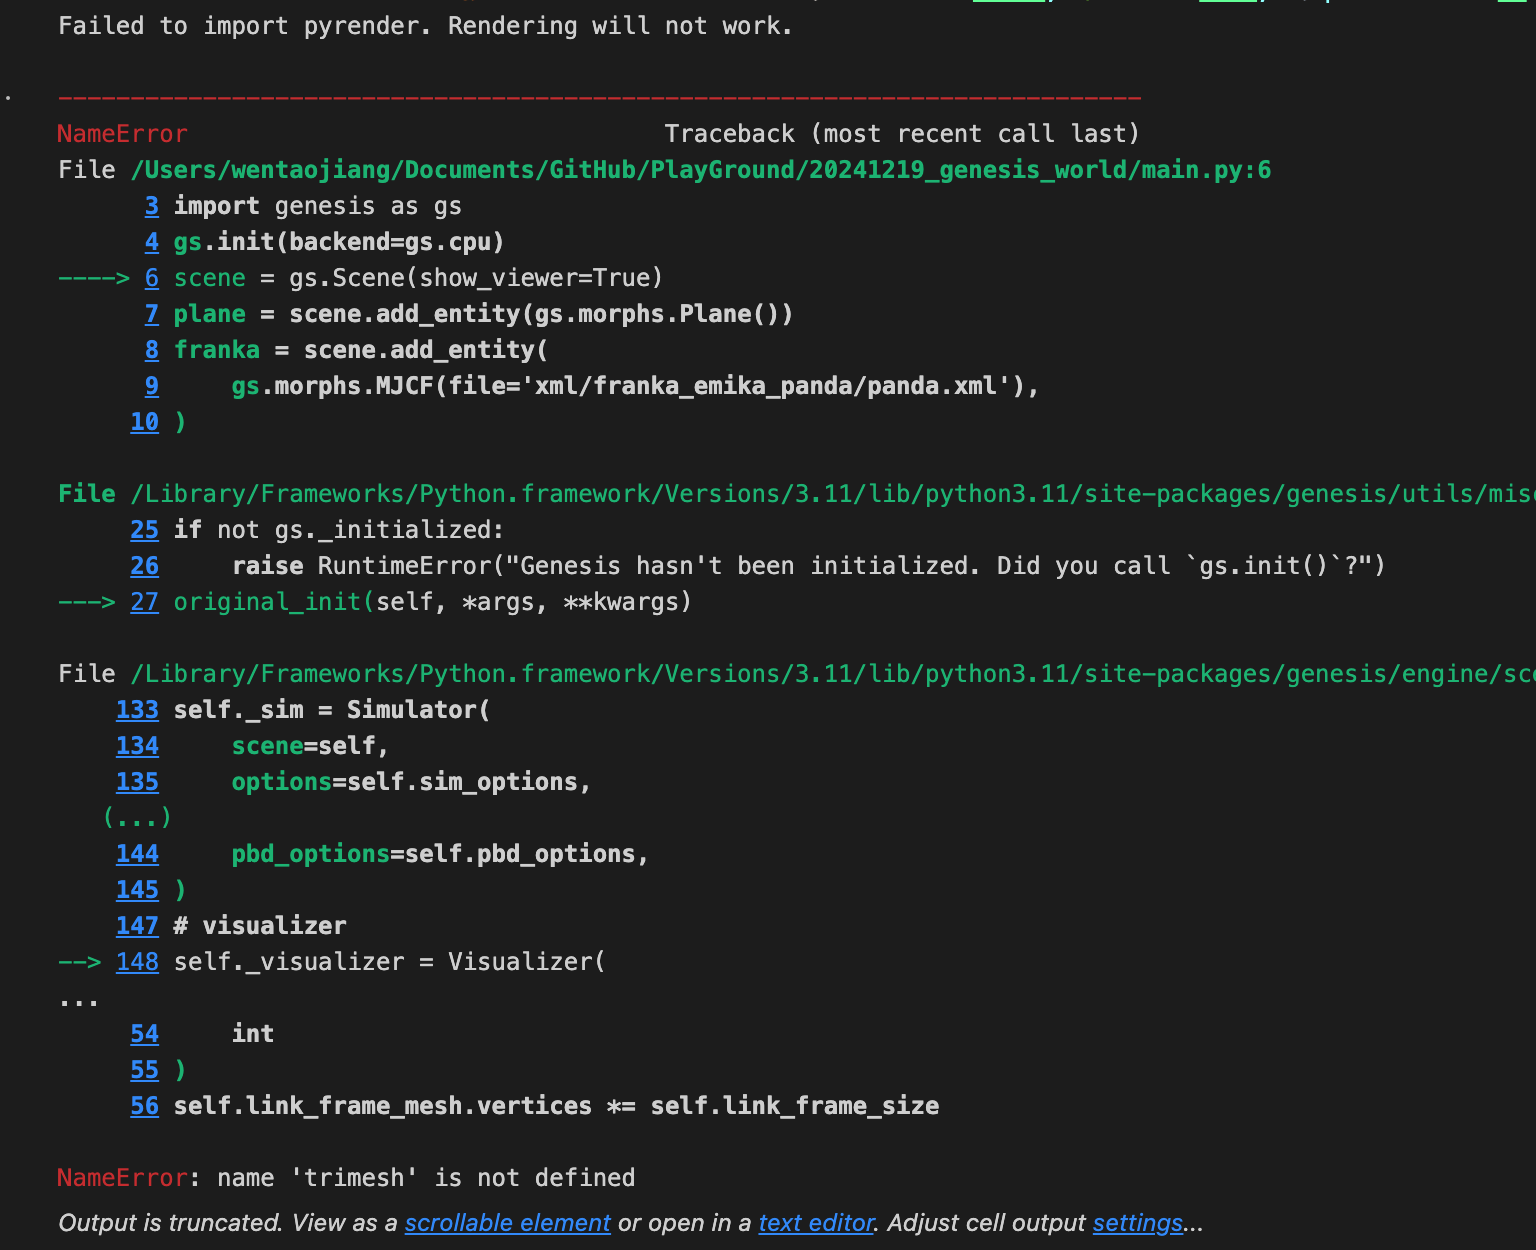 Failed to import pyrender. Rendering will not work.
---------------------------------------------------------------------------
NameError                                 Traceback (most recent call last)
File /Users/wentaojiang/Documents/GitHub/PlayGround/20241219_genesis_world/main.py:6
      3 import genesis as gs
      4 gs.init(backend=gs.cpu)
----> 6 scene = gs.Scene(show_viewer=True)
      7 plane = scene.add_entity(gs.morphs.Plane())
      8 franka = scene.add_entity(
      9     gs.morphs.MJCF(file='xml/franka_emika_panda/panda.xml'),
     10 )
File /Library/Frameworks/Python.framework/Versions/3.11/lib/python3.11/site-packages/genesis/utils/misc
     25 if not gs._initialized:
     26     raise RuntimeError("Genesis hasn't been initialized. Did you call `gs.init()`?")
---> 27 original_init(self, *args, **kwargs)
File /Library/Frameworks/Python.framework/Versions/3.11/lib/python3.11/site-packages/genesis/engine/sce
    133 self._sim = Simulator(
    134     scene=self,
    135     options=self.sim_options,
   (...)
    144     pbd_options=self.pbd_options,
    145 )
    147 # visualizer
--> 148 self._visualizer = Visualizer(
...
     54     int
     55 )
     56 self.link_frame_mesh.vertices *= self.link_frame_size
NameError: name 'trimesh' is not defined
Output is truncated. View as a scrollable element or open in a text editor. Adjust cell output settings...